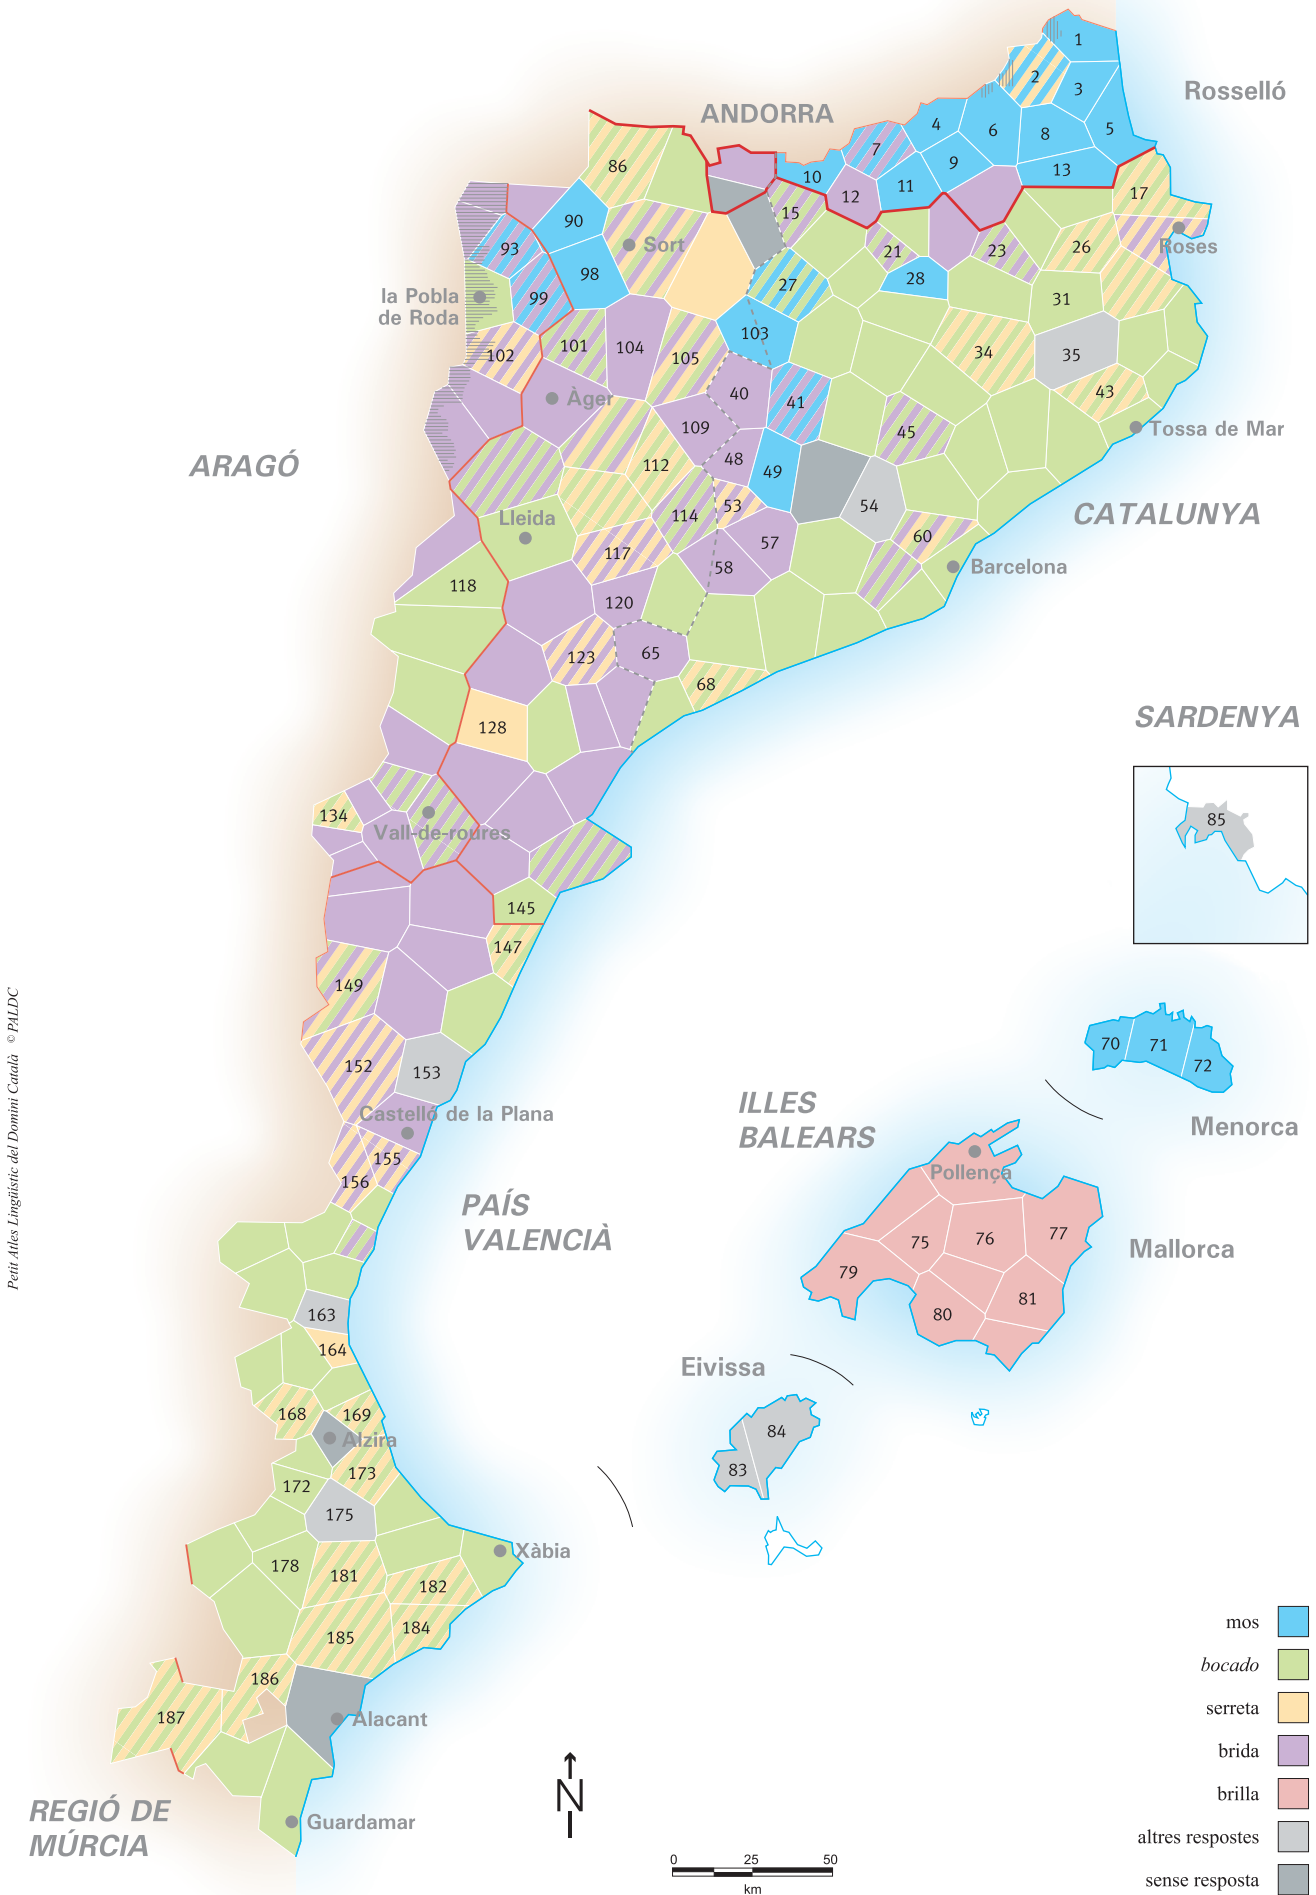 1
Rosselló
2
3
ANDORRA
4
6
8
5
7
9
86
10
13
11
12
17
15
90
Sort
21
23
26
Roses
93
98
27
28
la Pobla
de Roda
99
31
103
101
104
102
105
34
35
40
43
Àger
41
109
45
Tossa de Mar
ARAGÓ
112
48
49
53
54
CATALUNYA
Lleida
114
60
117
57
58
Barcelona
118
120
65
123
68
SARDENYA
128
134
Vall-de-roures
85
145
147
149
152
153
70
71
72
Menorca
Castelló de la Plana
ILLES
BALEARS
155
156
Pollença
PAÍS
VALENCIÀ
75
76
77
Mallorca
79
80
81
163
164
Eivissa
168
169
84
Alzira
83
173
172
175
Xàbia
178
181
182
184
185
186
187
Alacant
REGIÓ DE
MÚRCIA
Guardamar
N
0 25 50
km
mos
bocado
serreta
brida
brilla
altres respostes
sense resposta
Petit Atles Lingüístic del Domini Català © PALDC